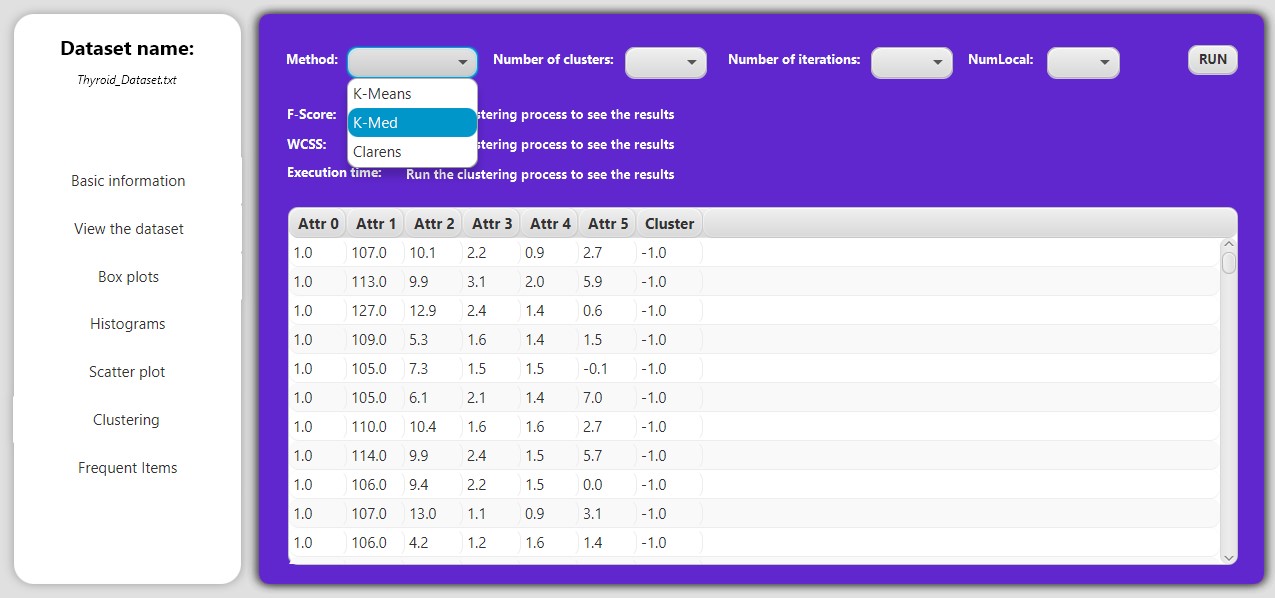 Dataset name:
Thyroid_Dataset.txt
Basic information
View the dataset
Box plots
Histograms
Scatter plot
Clustering
Frequent Items
Method: Number of clusters: Number of iterations: NumLocal: RUN
K-Means
K-Med
Clarens
F-Score: stering process to see the results
WCSS: stering process to see the results
Execution time: Run the clustering process to see the results
Attr 0 Attr 1 Attr 2 Attr 3 Attr 4 Attr 5 Cluster
1.0 107.0 10.1 2.2 0.9 2.7 -1.0
1.0 113.0 9.9 3.1 2.0 5.9 -1.0
1.0 127.0 12.9 2.4 1.4 0.6 -1.0
1.0 109.0 5.3 1.6 1.4 1.5 -1.0
1.0 105.0 7.3 1.5 1.5 -0.1 -1.0
1.0 105.0 6.1 2.1 1.4 7.0 -1.0
1.0 110.0 10.4 1.6 1.6 2.7 -1.0
1.0 114.0 9.9 2.4 1.5 5.7 -1.0
1.0 106.0 9.4 2.2 1.5 0.0 -1.0
1.0 107.0 13.0 1.1 0.9 3.1 -1.0
1.0 106.0 4.2 1.2 1.6 1.4 -1.0